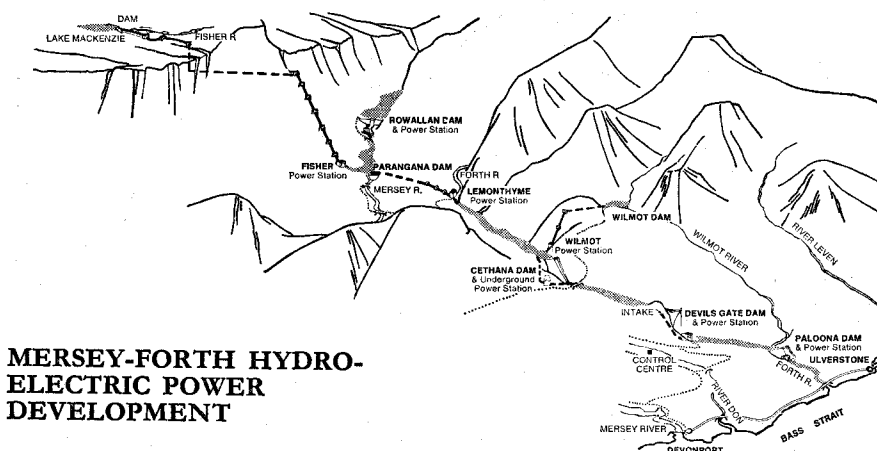 DAM
LAKE MACKENZIE
FISHER R
ROWALLAN DAM
& Power Station
FISHER
Power Station
PARANGANA DAM
MERSEY R.
FORTH R
LEMONTHYME
Power Station
WILMOT DAM
WILMOT
Power Station
WILMOT RIVER
RIVER LEVEN
CETHANA DAM
& Underground
Power Station
INTAKE
DEVILS GATE DAM
& Power Station
PALOONA DAM
& Power Station
ULVERSTONE
CONTROL
CENTRE
FORTH R.
RIVER DON
MERSEY RIVER
BASS STRAIT
DEVONPORT
MERSEY-FORTH HYDRO-
ELECTRIC POWER
DEVELOPMENT